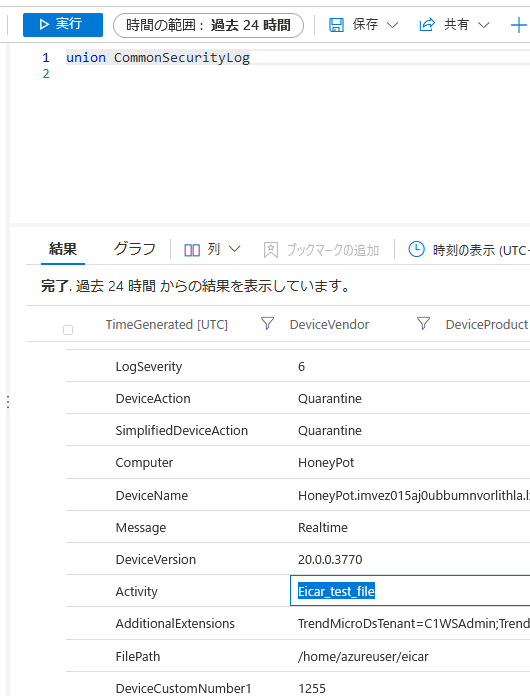 実行
時間の範囲 : 過去 24 時間
保存
共有
1 union CommonSecurityLog
2
結果 グラフ 列 ブックマークの追加 時刻の表示 (UTC+
完了. 過去 24 時間 からの結果を表示しています。
TimeGenerated [UTC] DeviceVendor DeviceProduct
LogSeverity 6
DeviceAction Quarantine
SimplifiedDeviceAction Quarantine
Computer HoneyPot
DeviceName HoneyPot.imvez015aj0ubbumnvorlithla.l
Message Realtime
DeviceVersion 20.0.0.3770
Activity Eicar_test_file
AdditionalExtensions TrendMicroDsTenant=C1WSAdmin;Trend
FilePath /home/azureuser/eicar
DeviceCustomNumber1 1255